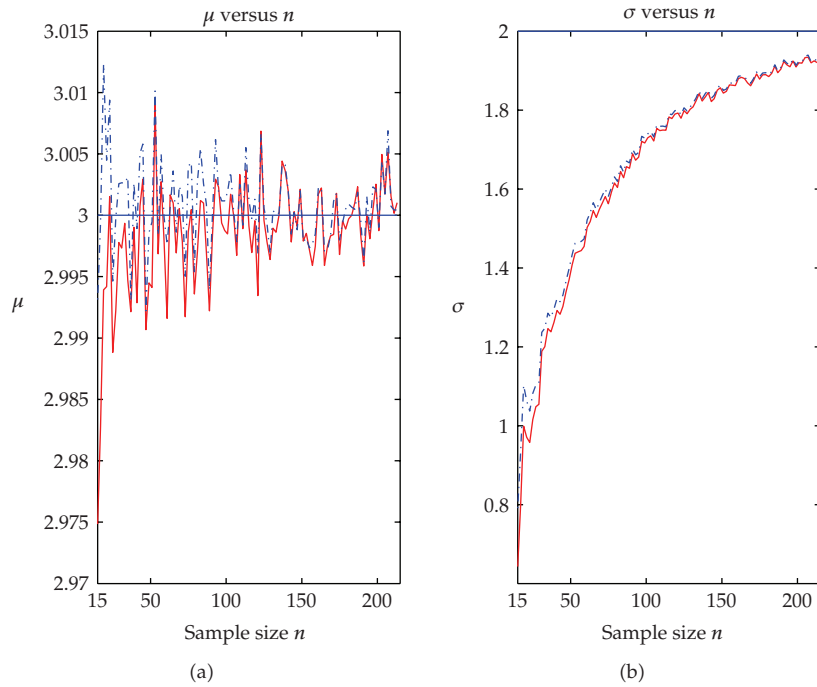 μ versus n
3.015
3.01
3.005
3
2.995
2.99
2.985
2.98
2.975
2.97
μ
15 50 100 150 200
Sample size n
(a)
σ versus n
2
1.8
1.6
1.4
1.2
1
0.8
σ
15 50 100 150 200
Sample size n
(b)